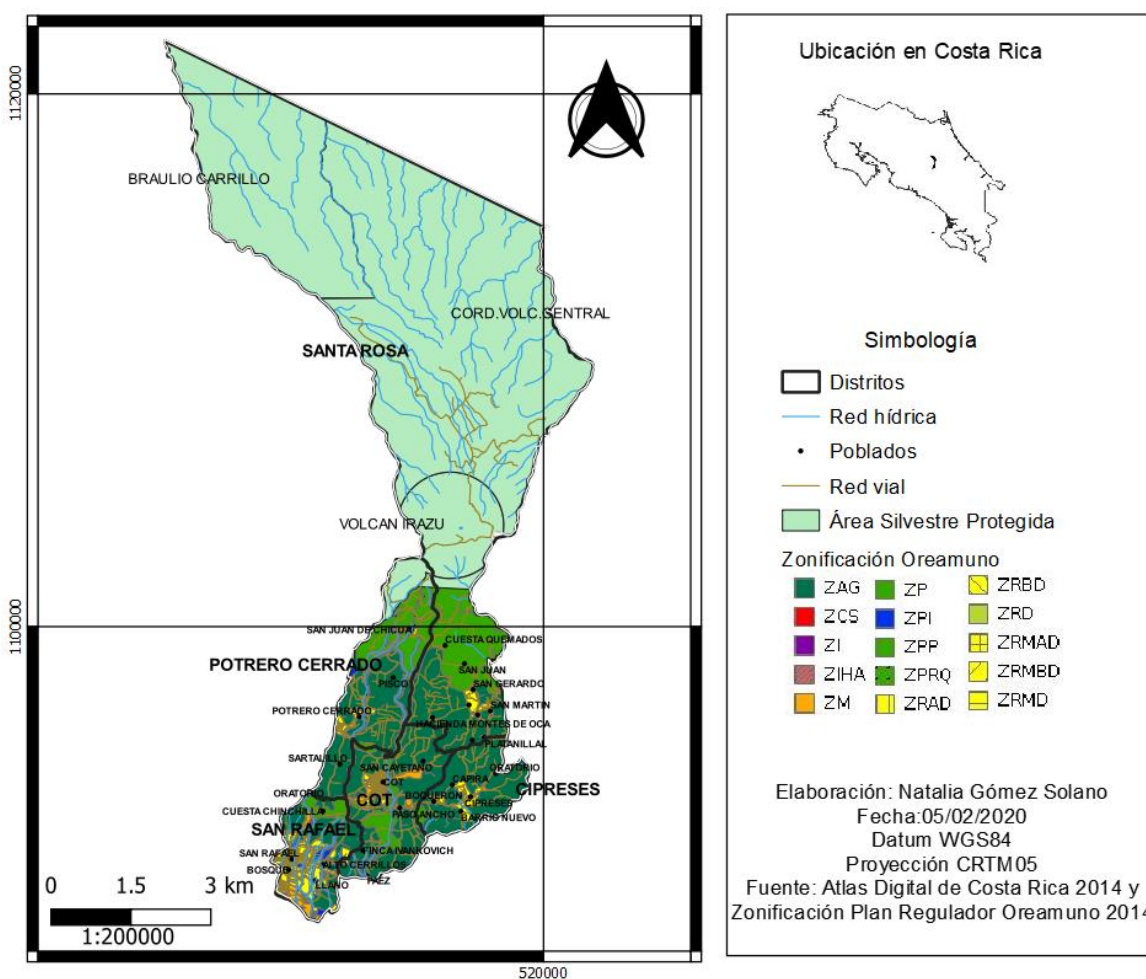 1120000
BRAULIO CARRILLO
CORD.VOLC.SENTRAL
SANTA ROSA
VOLCAN IRAZU
1100000
SAN JUAN DE CHICUA
CUESTA QUEMADOS
POTRERO CERRADO
SAN JUAN
PISCO
SAN GERARDO
POTRERO CERRADO
SAN MARTIN
HACIENDA MONTES DE OCA
PLATANILLAL
SARTALILLO
SAN CAYETANO
ORATORIO
COT
CAPIRA
CIPRESES
ORATORIO
COT
BOQUERÓN
CIPRESES
CUESTA CHINCHILLA
PASO ANCHO
BARRIO NUEVO
SAN RAFAEL
SAN RAFAEL
FINCA IVANKOVICH
BOSQUE
ALTO CERRILLOS
LLANO
PAEZ
0 1.5 3 km
1:200000
520000
Ubicación en Costa Rica
Simbología
Distritos
Red hídrica
Poblados
Red vial
Área Silvestre Protegida
Zonificación Oreamuno
ZAG ZP ZRBD
ZCS ZPI ZRD
ZI ZPP ZRMAD
ZIHA ZPRQ ZRMBD
ZM ZRAD ZRMD
Elaboración: Natalia Gómez Solano
Fecha:05/02/2020
Datum WGS84
Proyección CRTM05
Fuente: Atlas Digital de Costa Rica 2014 y
Zonificación Plan Regulador Oreamuno 2014